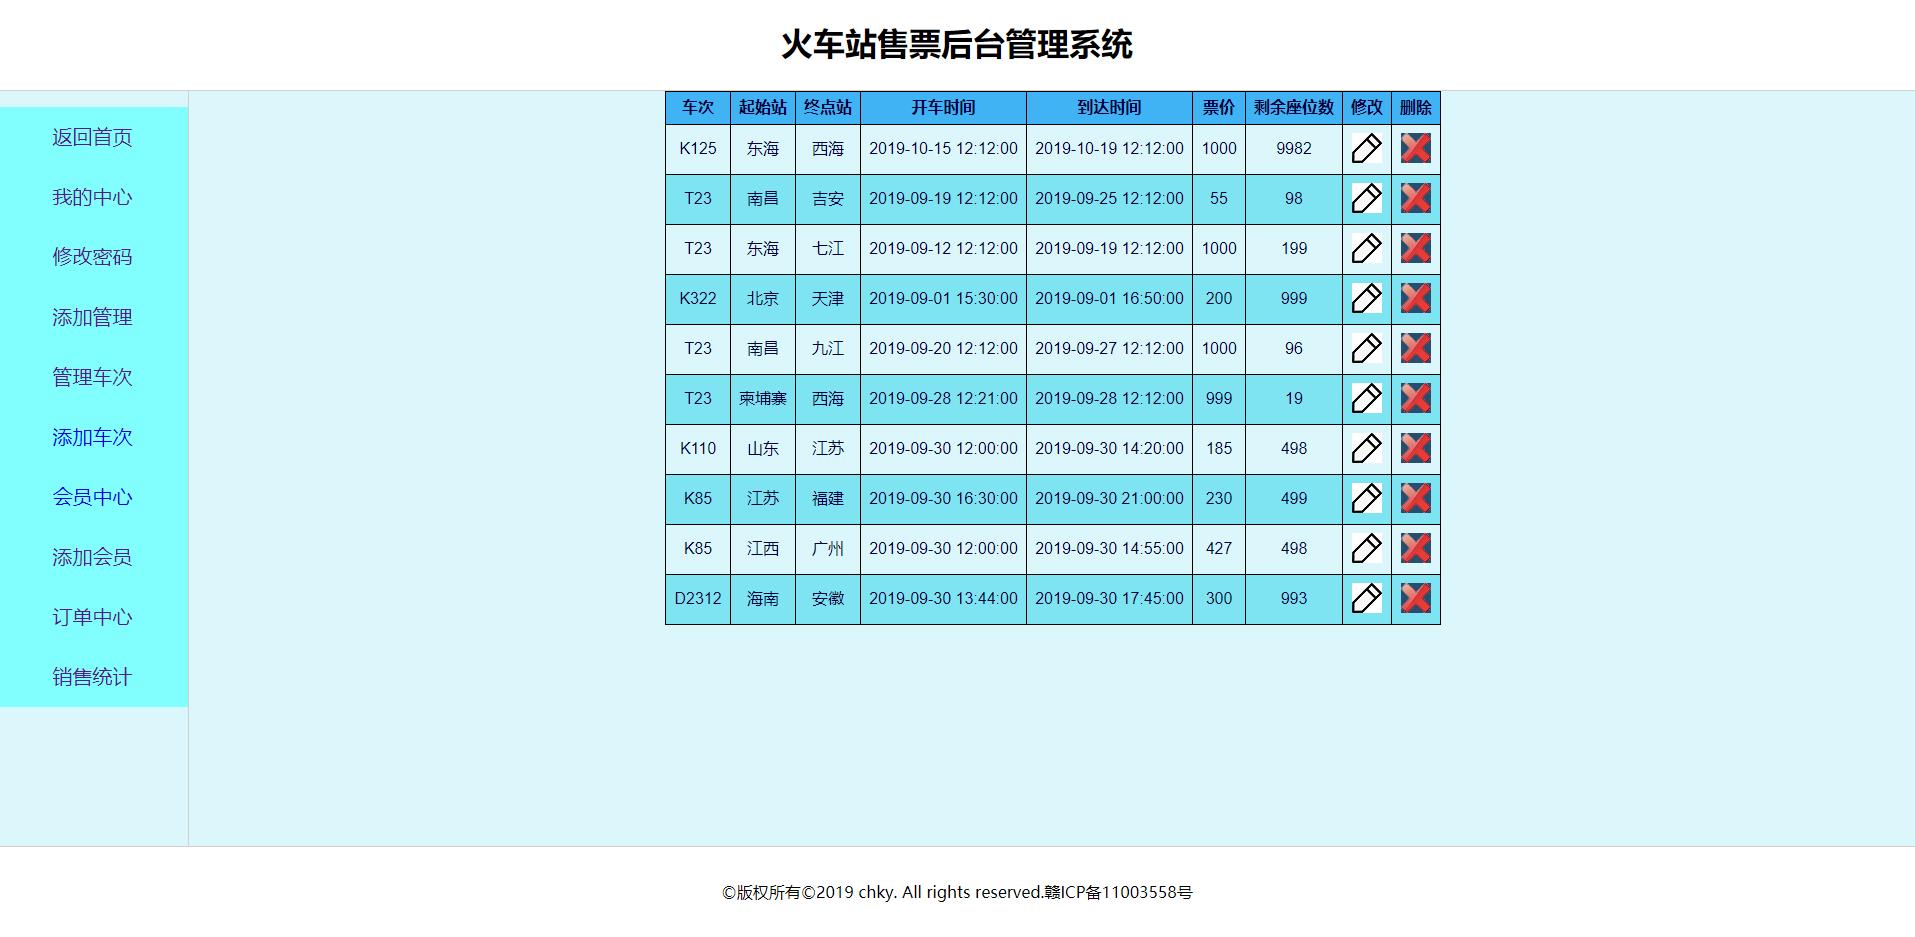 火车站售票后台管理系统
返回首页
我的中心
修改密码
添加管理
管理车次
添加车次
会员中心
添加会员
订单中心
销售统计
车次 起始站 终点站 开车时间 到达时间 票价 剩余座位数 修改 删除
K125 东海 西海 2019-10-15 12:12:00 2019-10-19 12:12:00 1000 9982
T23 南昌 吉安 2019-09-19 12:12:00 2019-09-25 12:12:00 55 98
T23 东海 七江 2019-09-12 12:12:00 2019-09-19 12:12:00 1000 199
K322 北京 天津 2019-09-01 15:30:00 2019-09-01 16:50:00 200 999
T23 南昌 九江 2019-09-20 12:12:00 2019-09-27 12:12:00 1000 96
T23 柬埔寨 西海 2019-09-28 12:21:00 2019-09-28 12:12:00 999 19
K110 山东 江苏 2019-09-30 12:00:00 2019-09-30 14:20:00 185 498
K85 江苏 福建 2019-09-30 16:30:00 2019-09-30 21:00:00 230 499
K85 江西 广州 2019-09-30 12:00:00 2019-09-30 14:55:00 427 498
D2312 海南 安徽 2019-09-30 13:44:00 2019-09-30 17:45:00 300 993
©版权所有©2019 chky. All rights reserved.赣ICP备11003558号